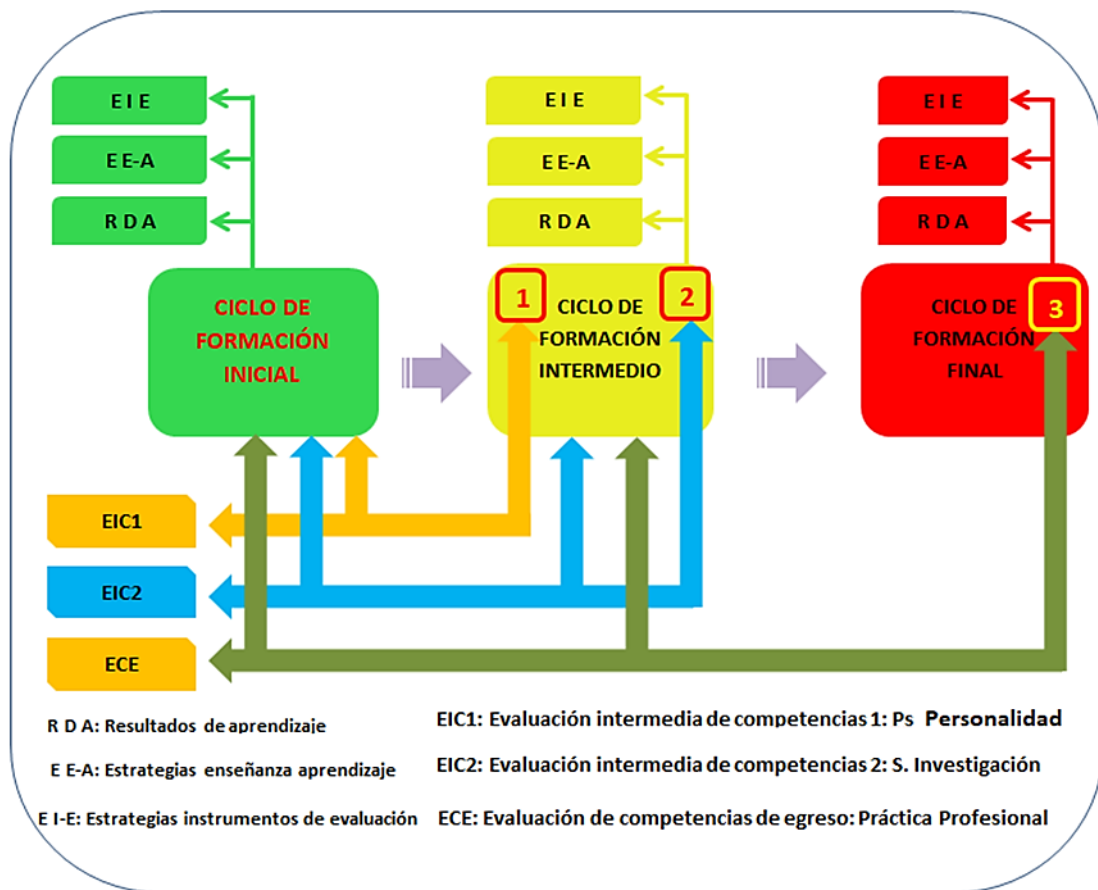 E I E
E E-A
R D A
CICLO DE
FORMACIÓN
INICIAL
E I E
E E-A
R D A
1
2
CICLO DE
FORMACIÓN
INTERMEDIO
E I E
E E-A
R D A
3
CICLO DE
FORMACIÓN
FINAL
EIC1
EIC2
ECE
R D A: Resultados de aprendizaje
E E-A: Estrategias enseñanza aprendizaje
E I-E: Estrategias instrumentos de evaluación
EIC1: Evaluación intermedia de competencias 1: Ps Personalidad
EIC2: Evaluación intermedia de competencias 2: S. Investigación
ECE: Evaluación de competencias de egreso: Práctica Profesional